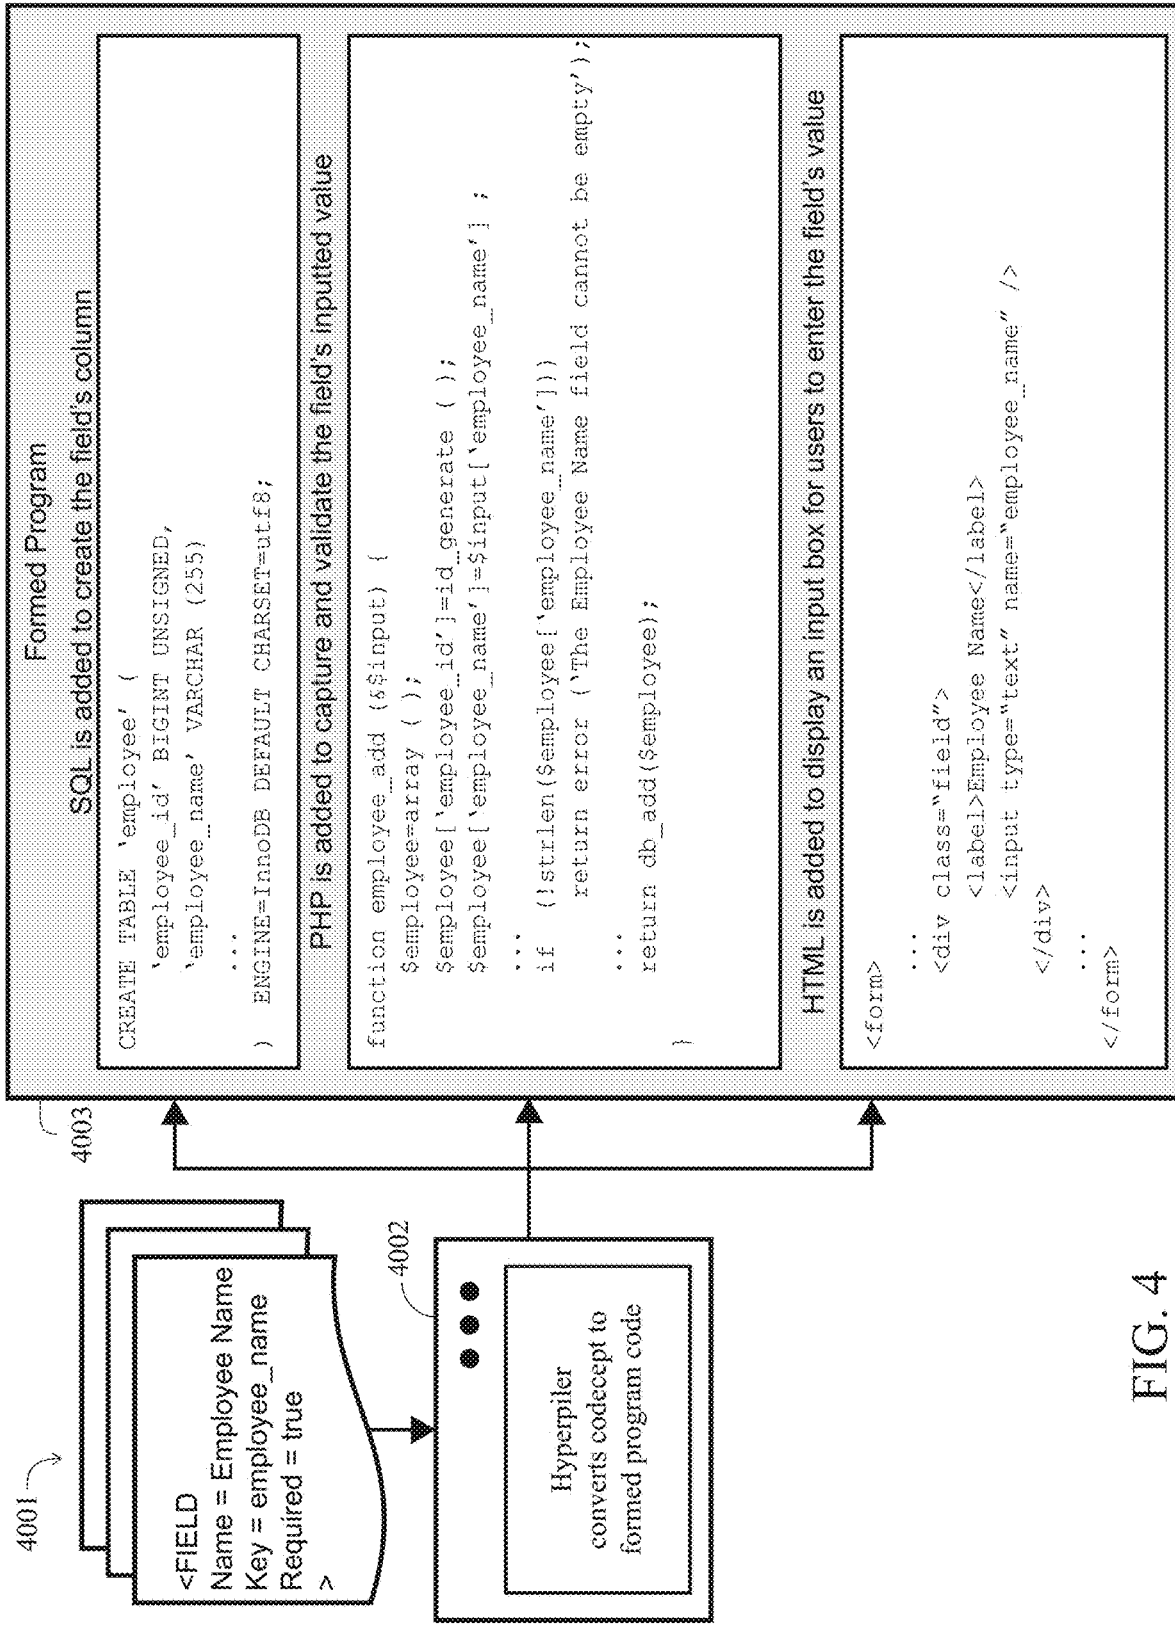 4001
<FIELD
Name = Employee Name
Key = employee_name
Required = true
>
4002
Hyperpiler
converts codecept to
formed program code
4003
Formed Program
SQL is added to create the field's column
CREATE TABLE `employee' (
`employee_id' BIGINT UNSIGNED,
`employee_name' VARCHAR (255)
...
) ENGINE=InnoDB DEFAULT CHARSET=utf8;
PHP is added to capture and validate the field's inputted value
function employee_add (&$input) {
$employee=array ( );
$employee[`employee_id']=id_generate ( );
$employee[`employee_name']=$input[`employee_name'] ;
...
if (!strlen($employee[`employee_name']))
return error (`The Employee Name field cannot be empty');
...
return db_add($employee);
}
HTML is added to display an input box for users to enter the field's value
<form>
...
<div class="field">
<label>Employee Name</label>
<input type="text" name="employee_name" />
</div>
...
</form>
FIG. 4